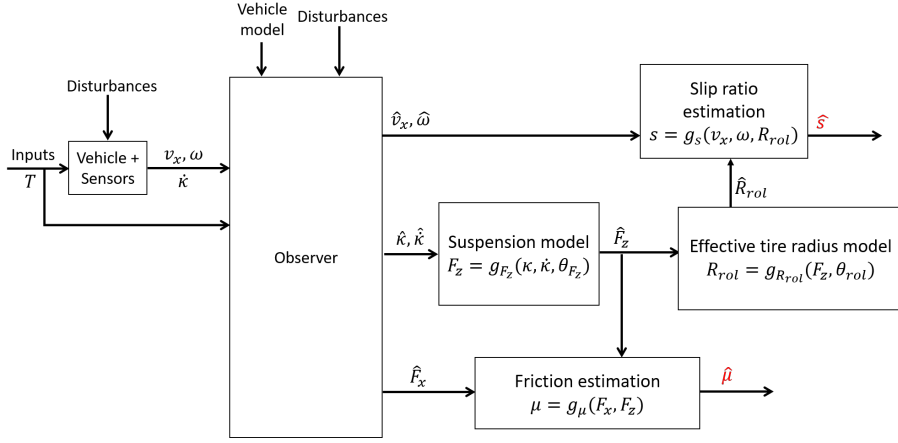 Vehicle
model
Disturbances
Disturbances
Inputs
T
Vehicle +
Sensors
v_x, ω
κ̇
Observer
v̂_x, ω̂
Slip ratio
estimation
s = g_s(v_x, ω, R_rol)
ŝ
R̂_rol
κ̂, κ̇̂
Suspension model
F_z = g_{F_z}(κ, κ̇, θ_{F_z})
F̂_z
Effective tire radius model
R_rol = g_{R_rol}(F_z, θ_rol)
F̂_x
Friction estimation
μ = g_μ(F_x, F_z)
μ̂